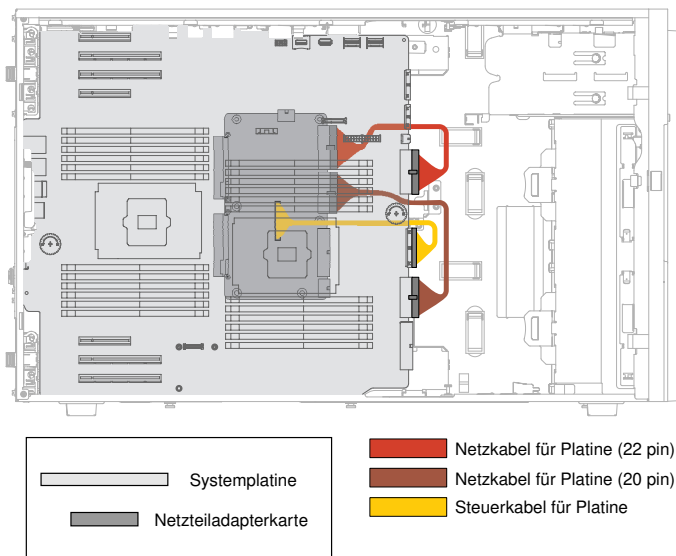 Systemplatine
Netzteiladapterkarte
Netzkabel für Platine (22 pin)
Netzkabel für Platine (20 pin)
Steuerkabel für Platine